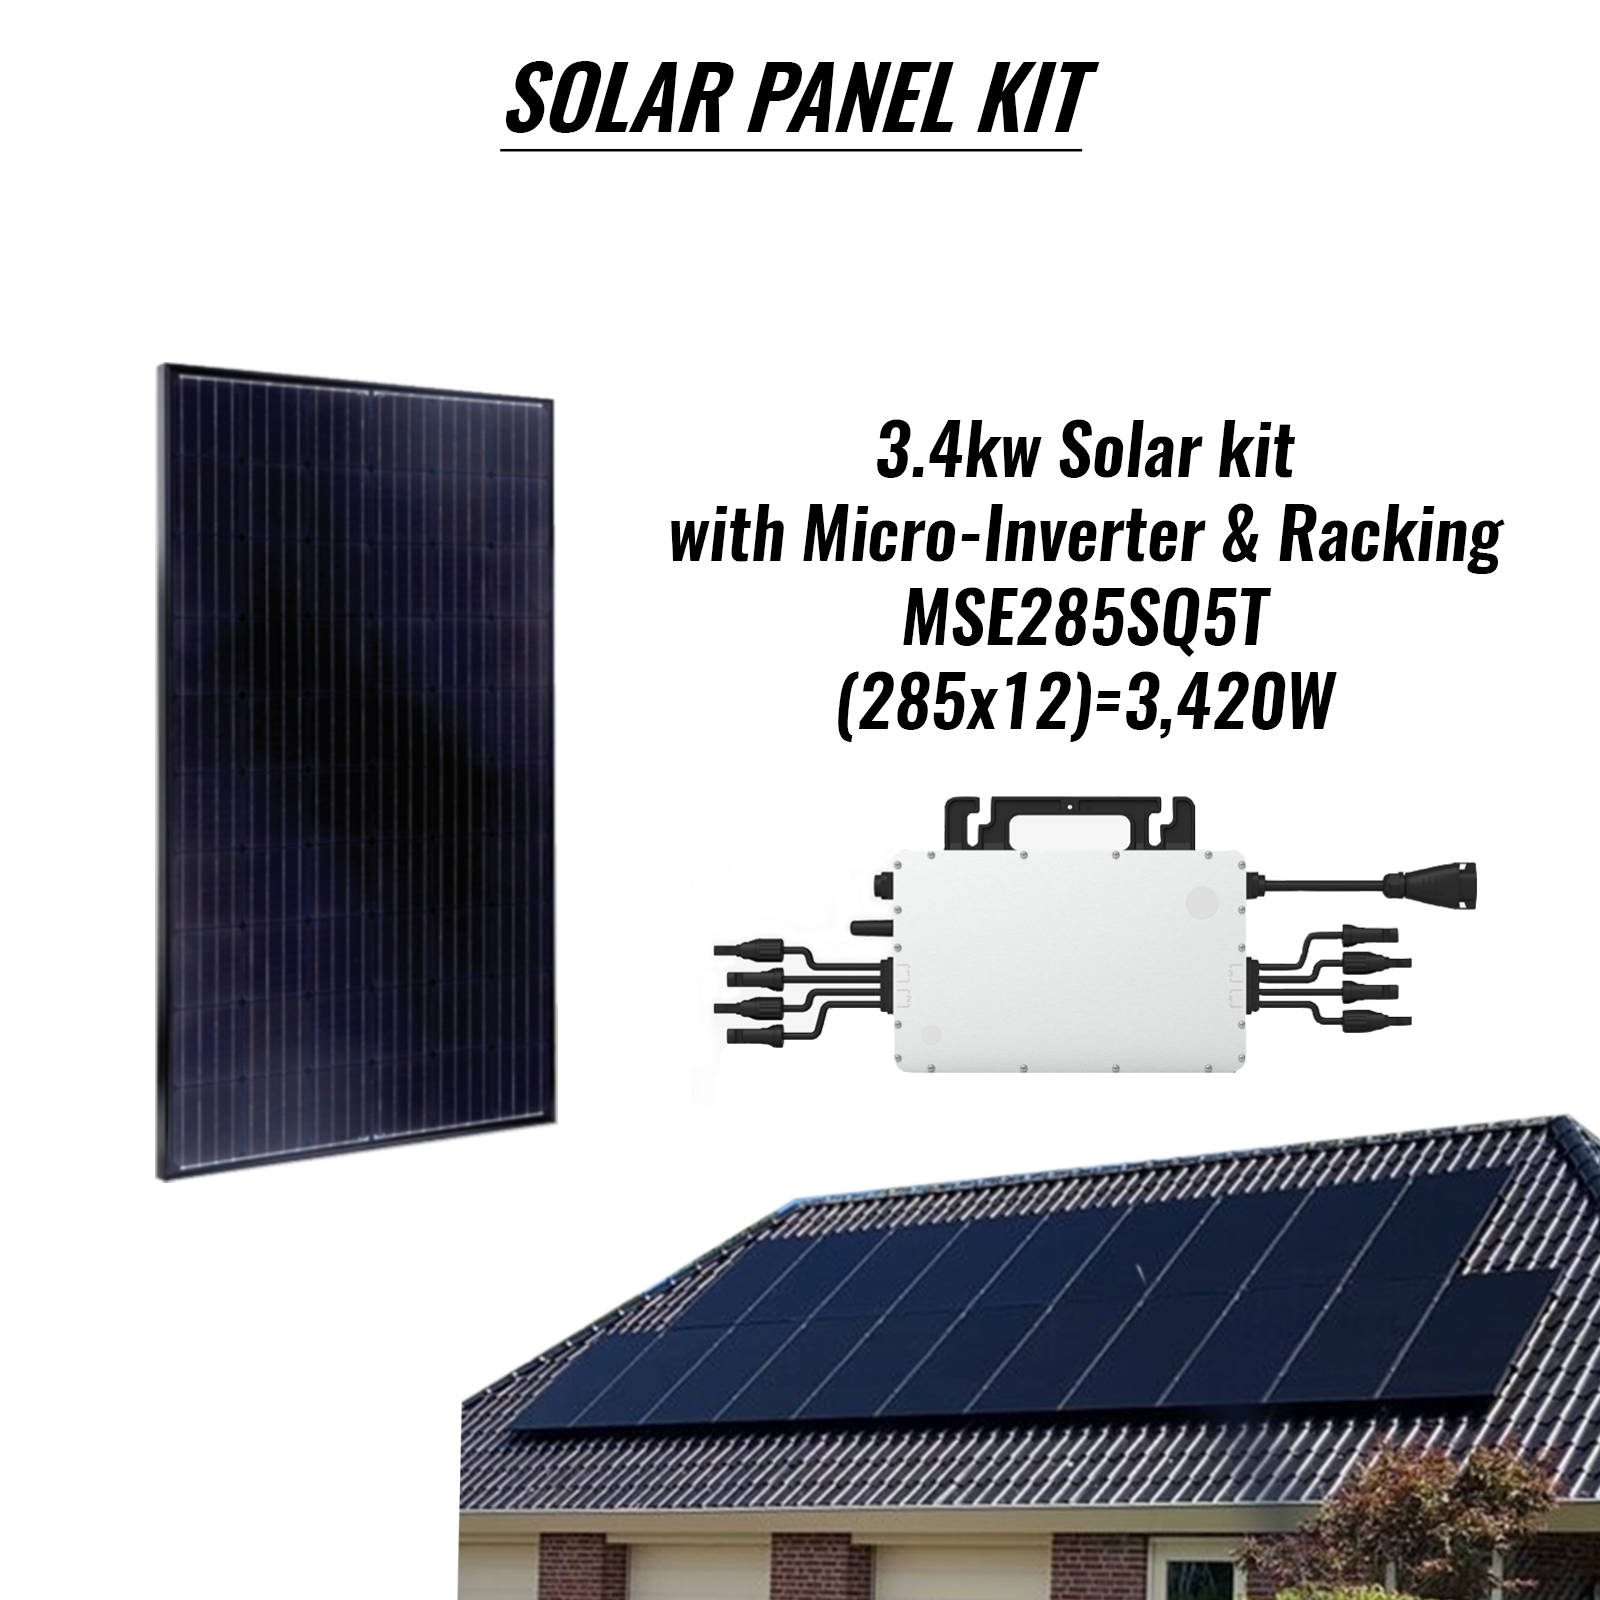 SOLAR PANEL KIT
3.4kw Solar kit
with Micro-Inverter & Racking
MSE285SQ5T
(285x12)=3,420W